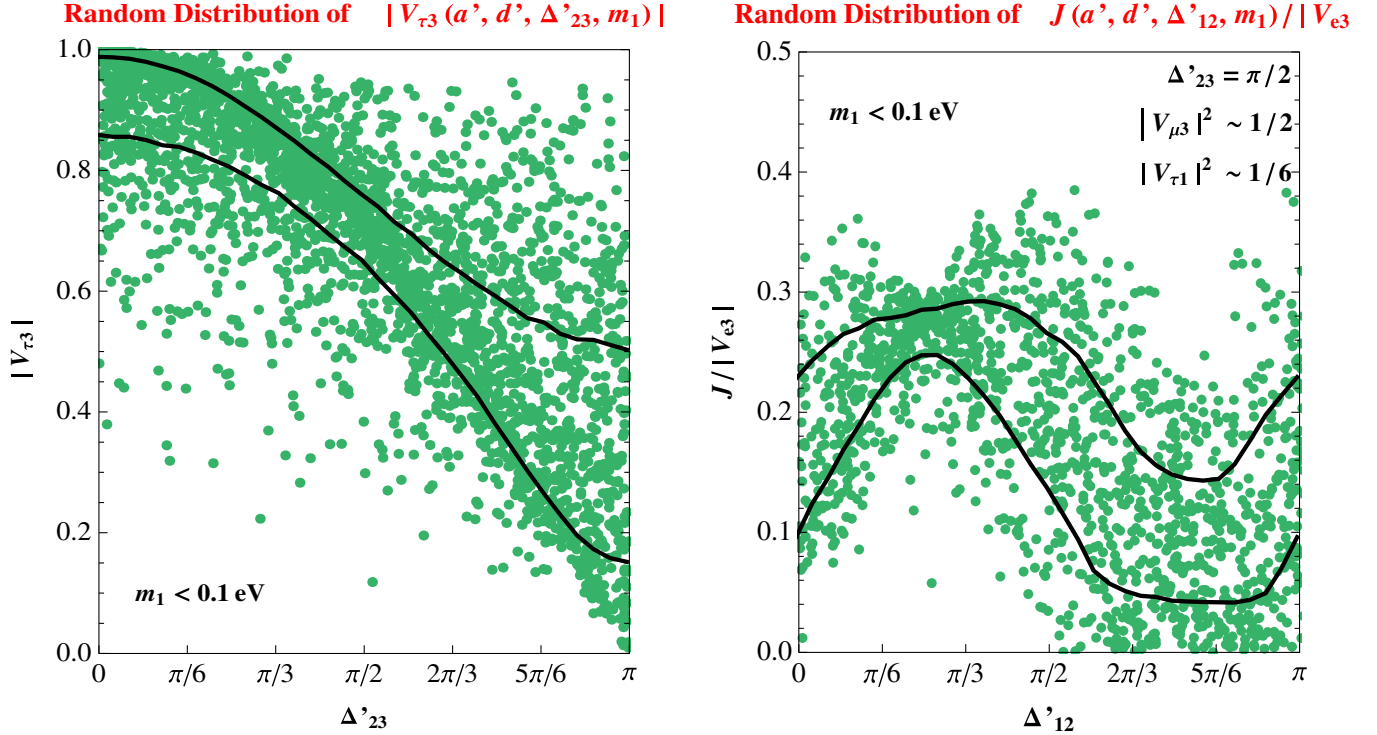 Random Distribution of | Vτ3 (a’, d’, Δ’23, m1) |
1.0
0.8
0.6
0.4
0.2
0.0
| Vτ3 |
m1 < 0.1 eV
0 π/6 π/3 π/2 2π/3 5π/6 π
Δ’23
Random Distribution of J (a’, d’, Δ’12, m1) / | Ve3
0.5
0.4
0.3
0.2
0.1
0.0
J / | Ve3 |
m1 < 0.1 eV
Δ’23 = π/2
| Vμ3 |² ~ 1/2
| Vτ1 |² ~ 1/6
0 π/6 π/3 π/2 2π/3 5π/6 π
Δ’12